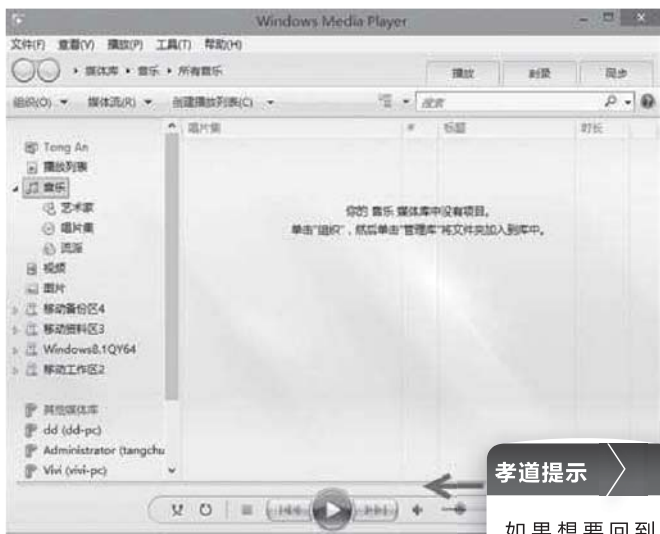 Windows Media Player
文件(F) 查看(V) 播放(P) 工具(T) 帮助(H)
媒体库 音乐 所有音乐
播放 刻录 同步
组织(O) 媒体流(R) 创建播放列表(C) 搜索
唱片集 # 标题 时长
Tong An
播放列表
音乐
艺术家
唱片集
流派
视频
图片
移动备份区4
移动资料区3
Windows8.1QY64
移动工作区2
其他媒体库
dd (dd-pc)
Administrator (tangchu
Vivi (vivi-pc)
你的 音乐 媒体库中没有项目。
单击"组织"，然后单击"管理库"将文件夹加入到库中。
孝道提示
如果想要回到